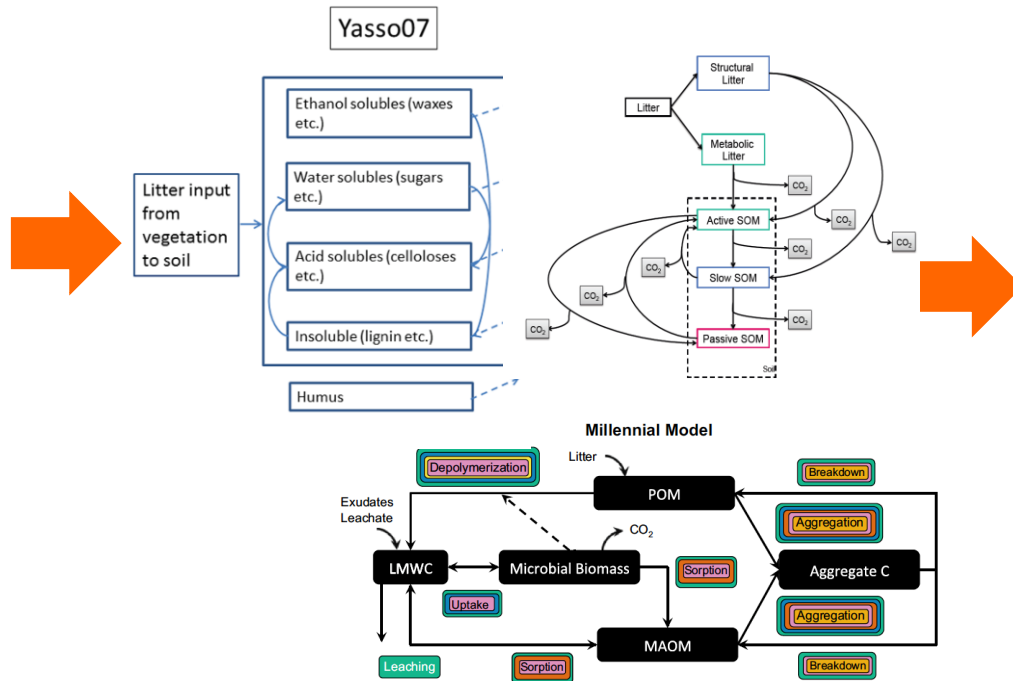 Yasso07
Ethanol solubles (waxes
etc.)
Water solubles (sugars
etc.)
Litter input
from
vegetation
to soil
Acid solubles (celloloses
etc.)
Insoluble (lignin etc.)
Humus
Structural
Litter
Litter
Metabolic
Litter
CO2
CO2
CO2
Active SOM
CO2
CO2
Slow SOM
CO2
CO2
CO2
Passive SOM
Soil
Millennial Model
Depolymerization
Litter
Breakdown
POM
Exudates
Leachate
Aggregation
CO2
LMWC
Microbial Biomass
Sorption
Aggregate C
Uptake
Aggregation
MAOM
Leaching
Sorption
Breakdown